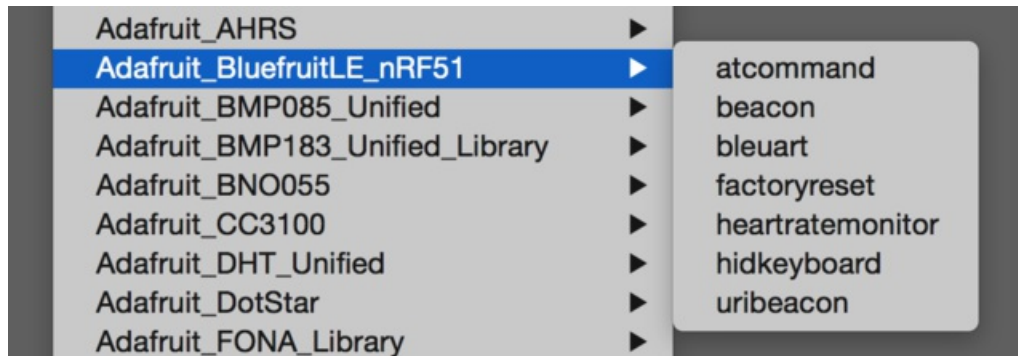 Adafruit_AHRS
Adafruit_BluefruitLE_nRF51
Adafruit_BMP085_Unified
Adafruit_BMP183_Unified_Library
Adafruit_BNO055
Adafruit_CC3100
Adafruit_DHT_Unified
Adafruit_DotStar
Adafruit_FONA_Library
atcommand
beacon
bleuart
factoryreset
heartratemonitor
hidkeyboard
uribeacon